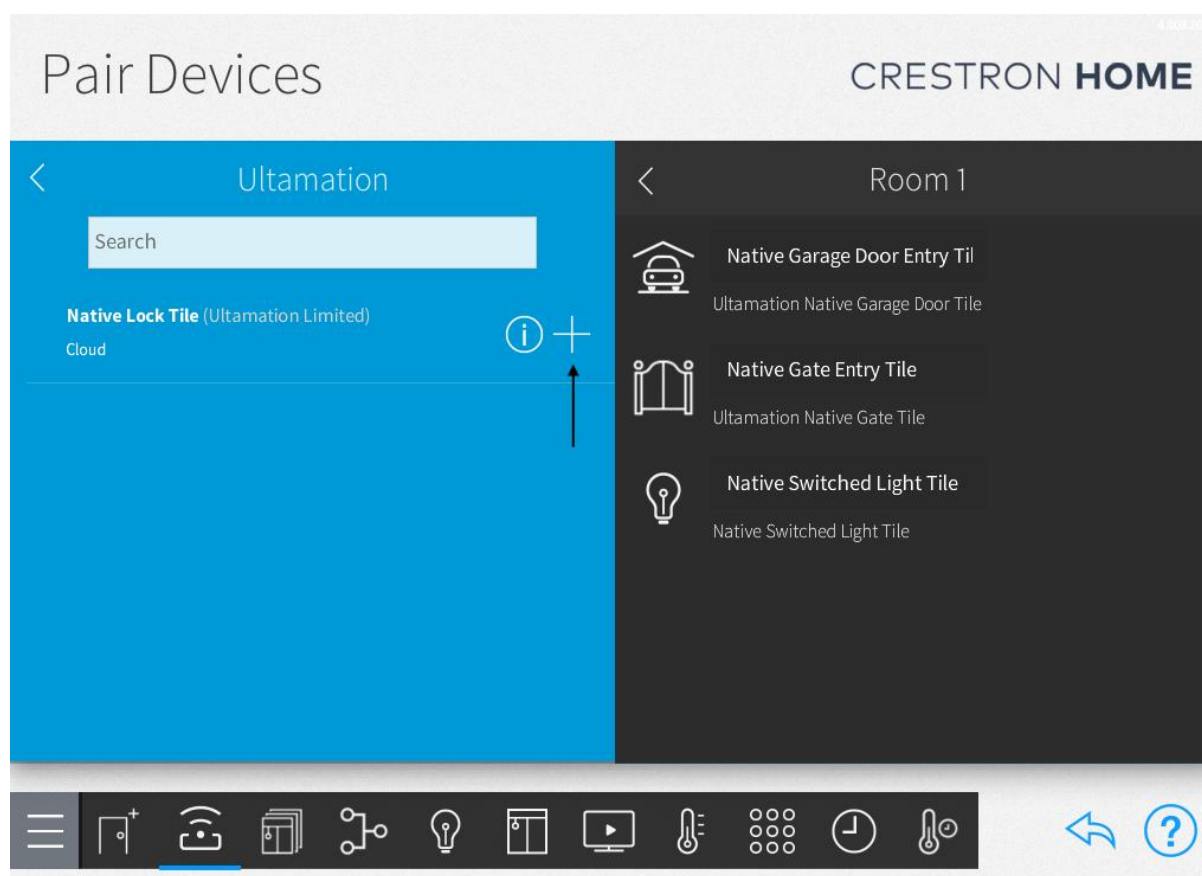 Pair Devices
CRESTRON HOME
Ultamation
Search
Native Lock Tile (Ultamation Limited)
Cloud
Room 1
Native Garage Door Entry Til
Ultamation Native Garage Door Tile
Native Gate Entry Tile
Ultamation Native Gate Tile
Native Switched Light Tile
Native Switched Light Tile
?